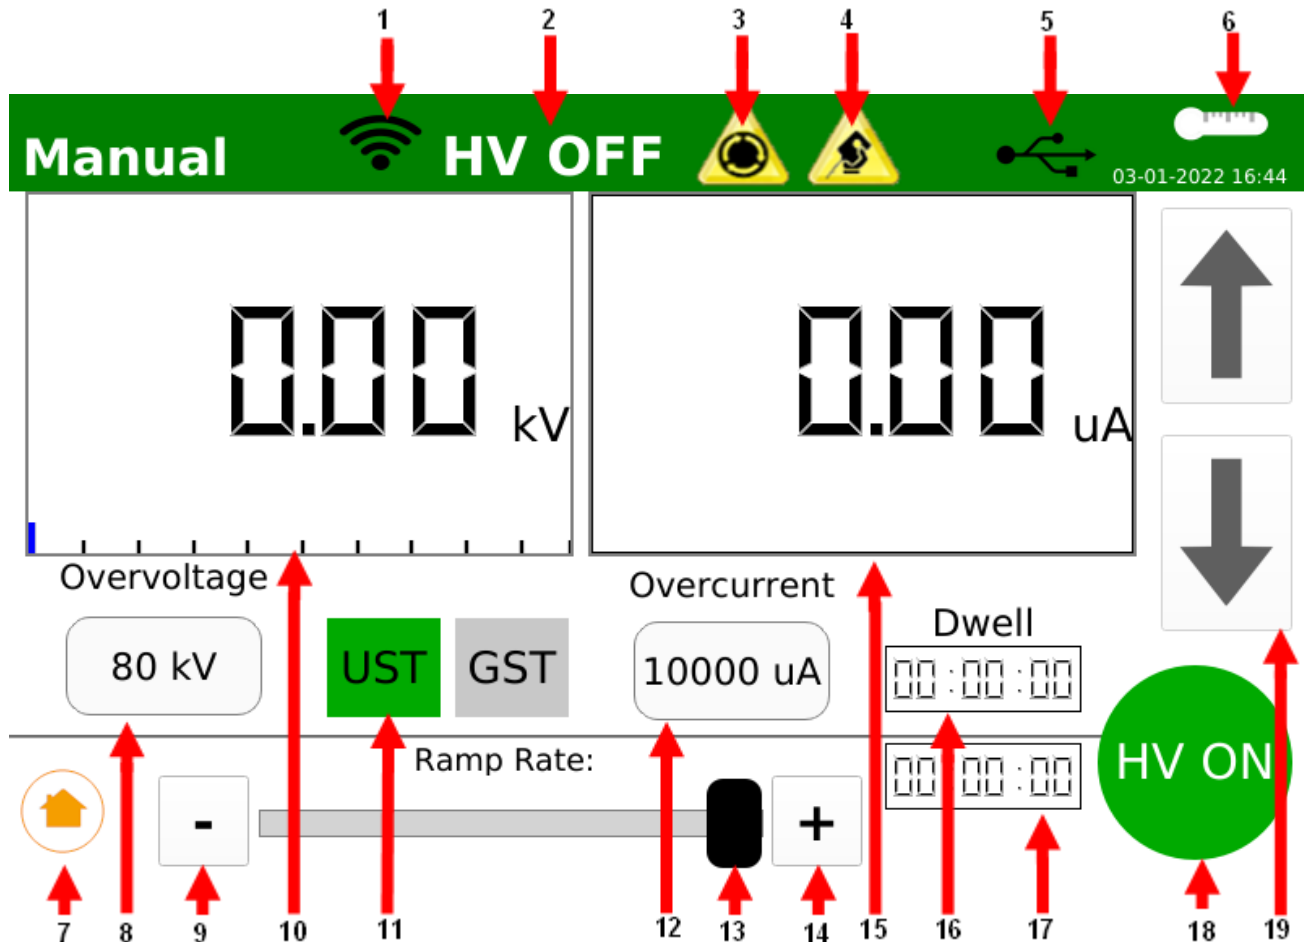 1 2 3 4 5 6
Manual HV OFF
03-01-2022 16:44
0.00 kV 0.00 uA
Overvoltage Overcurrent
Dwell
80 kV UST GST 10000 uA 00:00:00
Ramp Rate:
00:00:00
- + HV ON
7 8 9 10 11 12 13 14 15 16 17 18 19